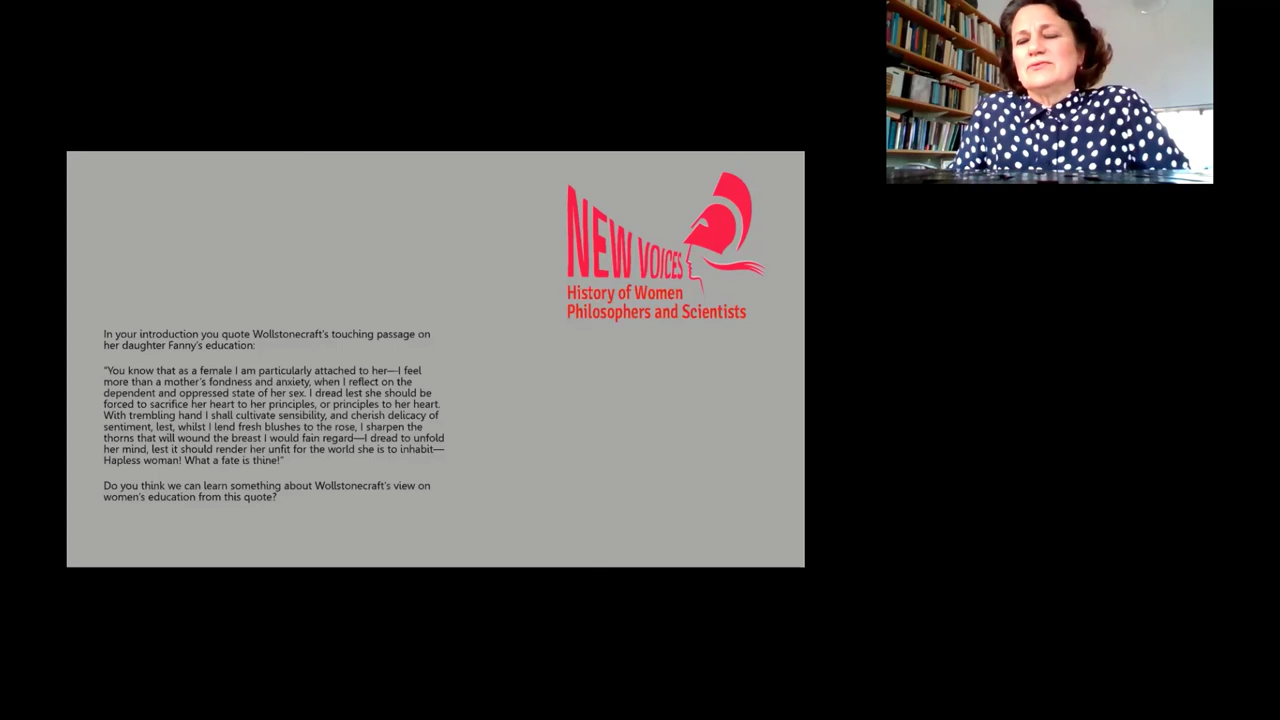 NEW VOICES
History of Women
Philosophers and Scientists
In your introduction you quote Wollstonecraft's touching passage on
her daughter Fanny's education:
"You know that as a female I am particularly attached to her—I feel
more than a mother's fondness and anxiety, when I reflect on the
dependent and oppressed state of her sex. I dread lest she should be
forced to sacrifice her heart to her principles, or principles to her heart.
With trembling hand I shall cultivate sensibility, and cherish delicacy of
sentiment, lest, whilst I lend fresh blushes to the rose, I sharpen the
thorns that will wound the breast I would fain regard—I dread to unfold
her mind, lest it should render her unfit for the world she is to inhabit—
Hapless woman! What a fate is thine!"
Do you think we can learn something about Wollstonecraft's view on
women's education from this quote?